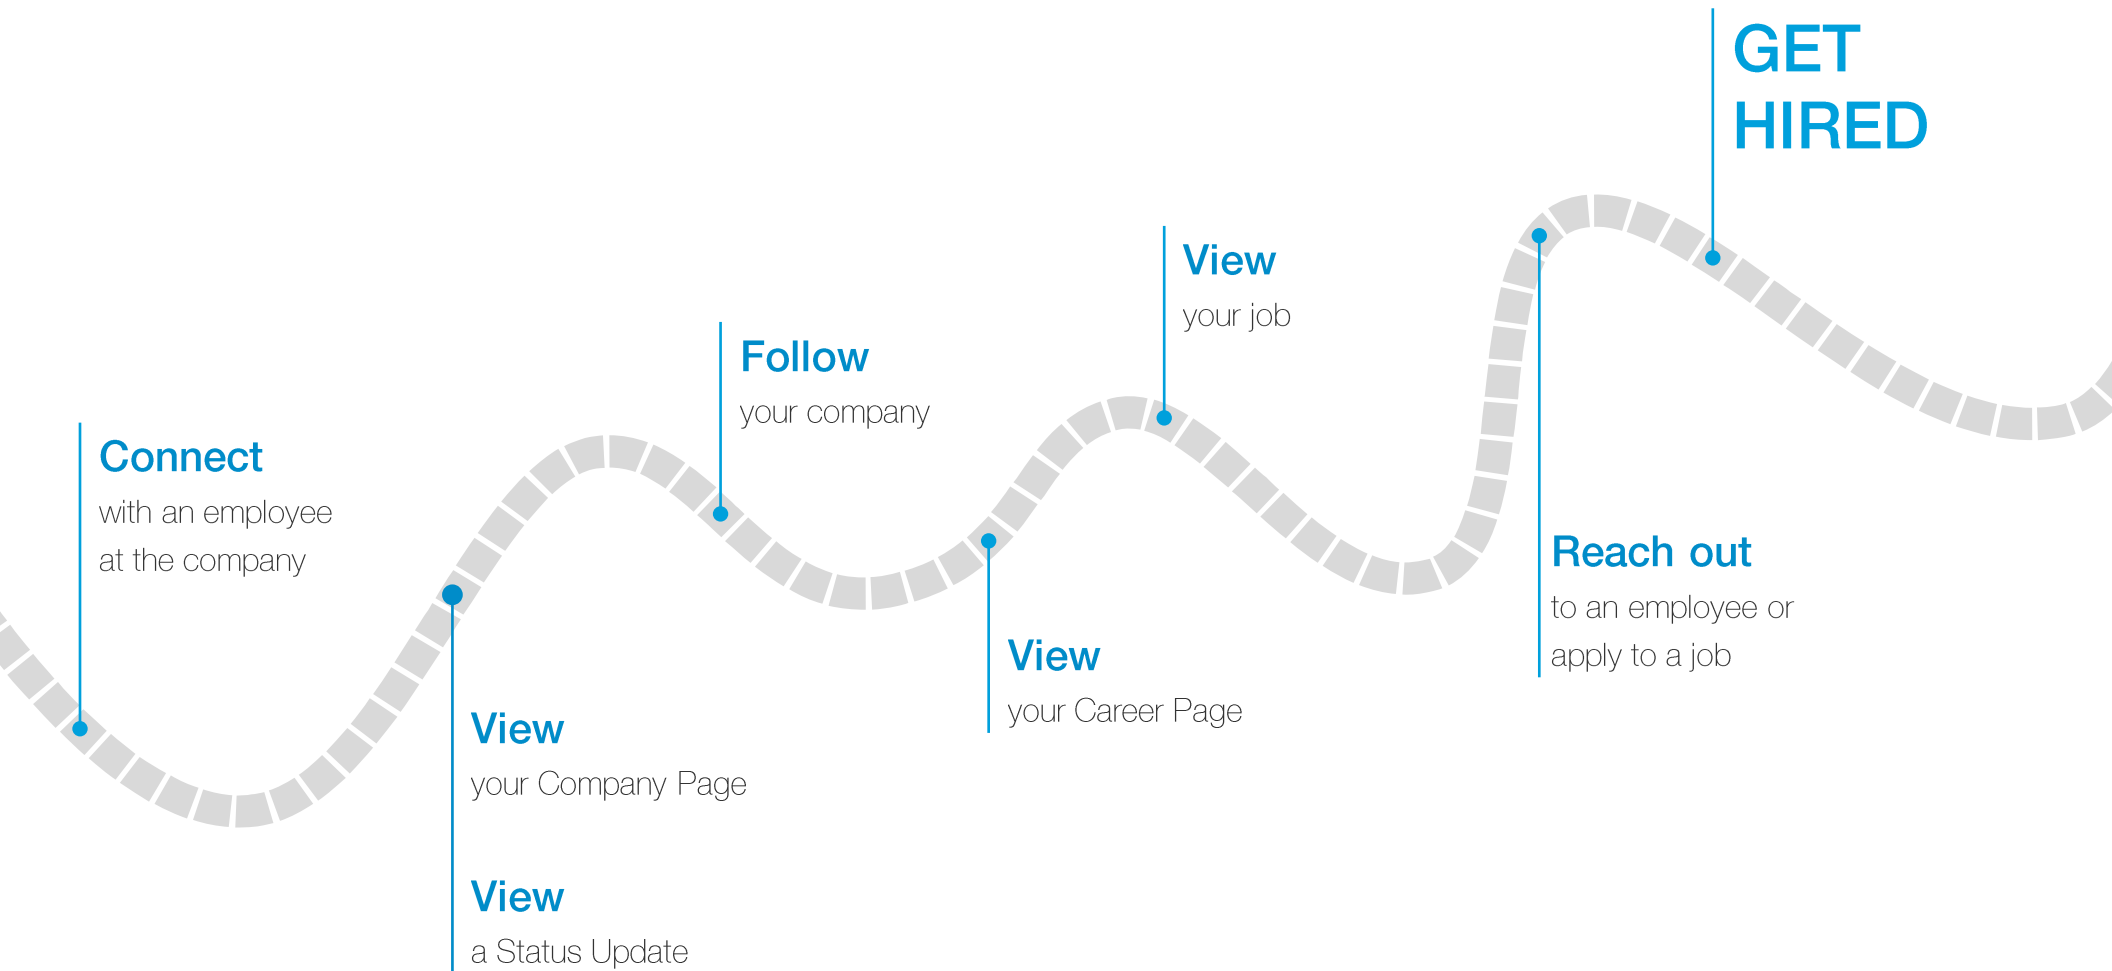 Connect
with an employee
at the company
View
your Company Page
View
a Status Update
Follow
your company
View
your Career Page
View
your job
Reach out
to an employee or
apply to a job
GET
HIRED